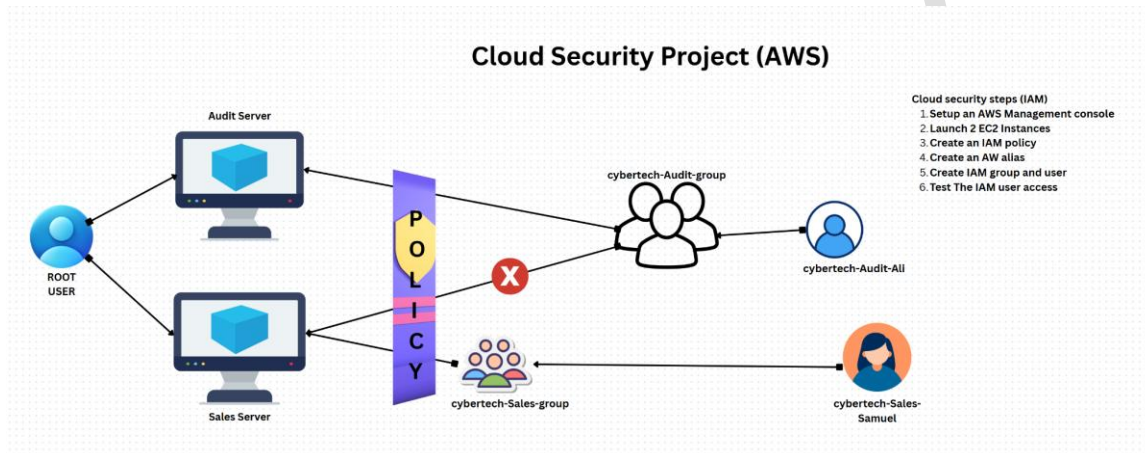 Cloud Security Project (AWS)
Cloud security steps (IAM)
1. Setup an AWS Management console
2. Launch 2 EC2 Instances
3. Create an IAM policy
4. Create an AW alias
5. Create IAM group and user
6. Test The IAM user access
Audit Server
cybertech-Audit-group
P
O
L
I
C
Y
X
ROOT
USER
cybertech-Audit-Ali
cybertech-Sales-group
cybertech-Sales-
Samuel
Sales Server